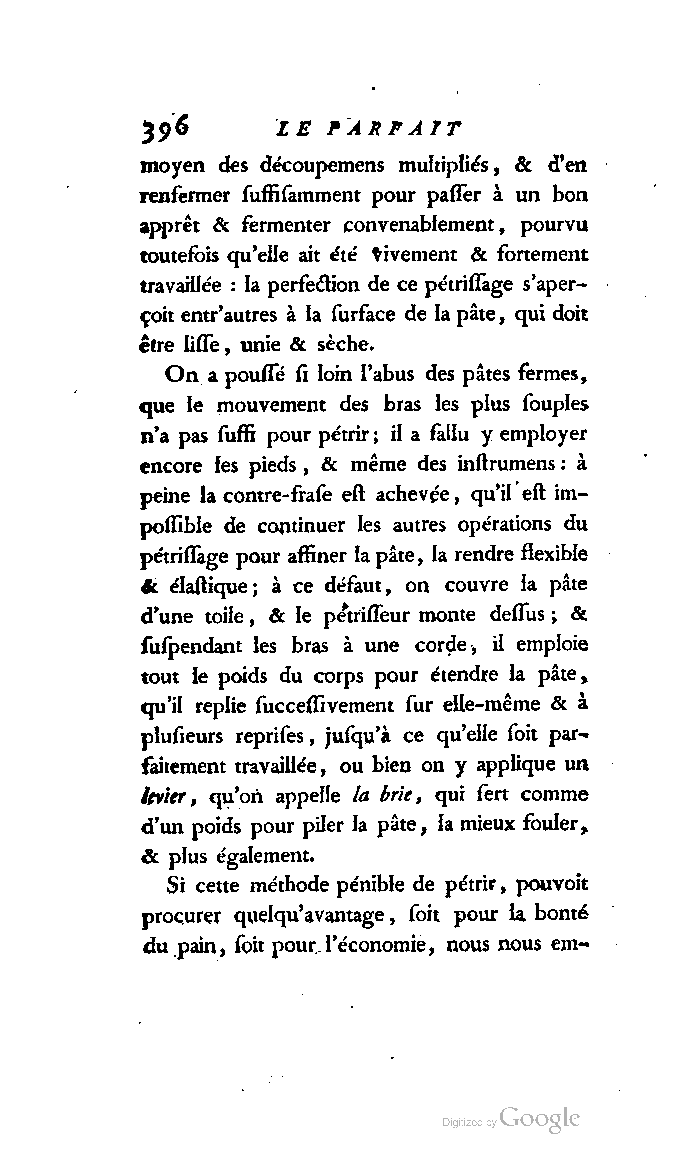 396 LE PARFAIT
moyen des découpemens multipliés, & d'en
renfermer ſuffiſamment pour paſſer à un bon
apprêt & fermenter convenablement, pourvu
toutefois qu'elle ait été vivement & fortement
travaillée : la perfection de ce pétriſſage s'aper-
çoit entr'autres à la ſurface de la pâte, qui doit
être liſſe, unie & sèche.
On a pouſſé ſi loin l'abus des pâtes fermes,
que le mouvement des bras les plus ſouples
n'a pas ſuffi pour pétrir; il a fallu y employer
encore les pieds, & même des inſtrumens : à
peine la contre-fraſe eſt achevée, qu'il eſt im-
poſſible de continuer les autres opérations du
pétriſſage pour affiner la pâte, la rendre flexible
& élaſtique; à ce défaut, on couvre la pâte
d'une toile, & le pétriſſeur monte deſſus; &
ſuſpendant les bras à une corde, il emploie
tout le poids du corps pour étendre la pâte,
qu'il replie ſucceſſivement ſur elle-même & à
pluſieurs repriſes, juſqu'à ce qu'elle ſoit par-
faitement travaillée, ou bien on y applique un
levier, qu'on appelle la brie, qui ſert comme
d'un poids pour piler la pâte, la mieux fouler,
& plus également.
Si cette méthode pénible de pétrir, pouvoit
procurer quelqu'avantage, ſoit pour la bonté
du pain, ſoit pour l'économie, nous nous em-
Digitized by Google